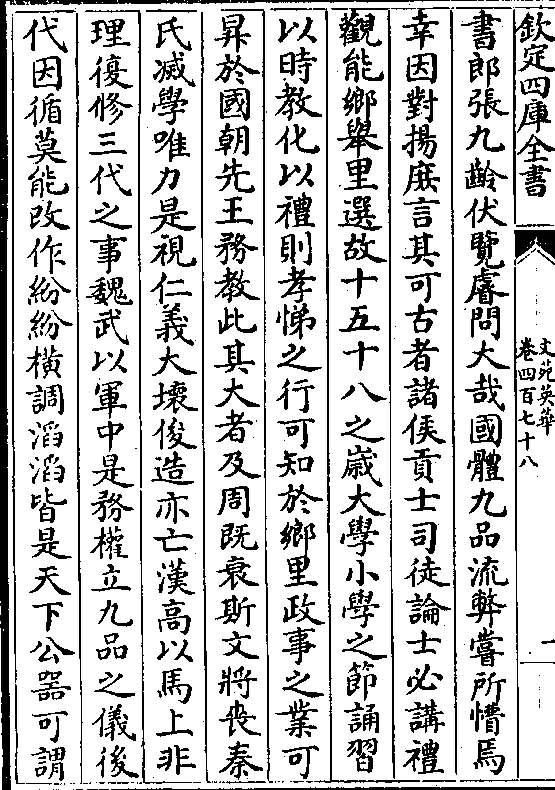 欽定四庫全書
文苑英華
卷四百七十八
一
書郎張九齡伏覽睿問大哉國體九品流弊嘗所慒焉
幸因對揚庶言其可古者諸侯貢士司徒論士必講禮
觀能鄉舉里選故十五十八之嵗大學小學之節誦習
以時教化以禮則孝悌之行可知於鄉里政事之業可
昇於國朝先王務教此其大者及周既衰斯文將喪秦
氏滅學唯力是視仁義大壞俊造亦亡漢高以馬上非
理復修三代之事魏武以軍中是務權立九品之儀後
代因循莫能改作紛紛橫調滔滔皆是天下公器可謂